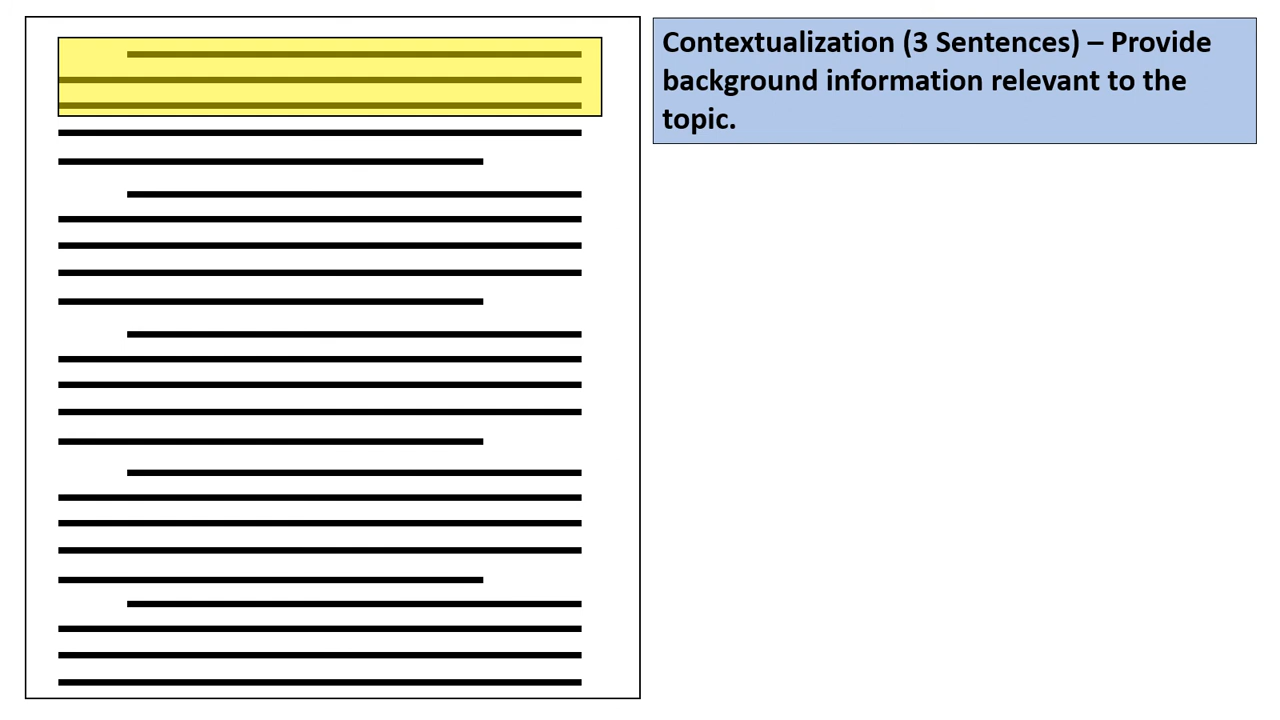 Contextualization (3 Sentences) – Provide
background information relevant to the
topic.